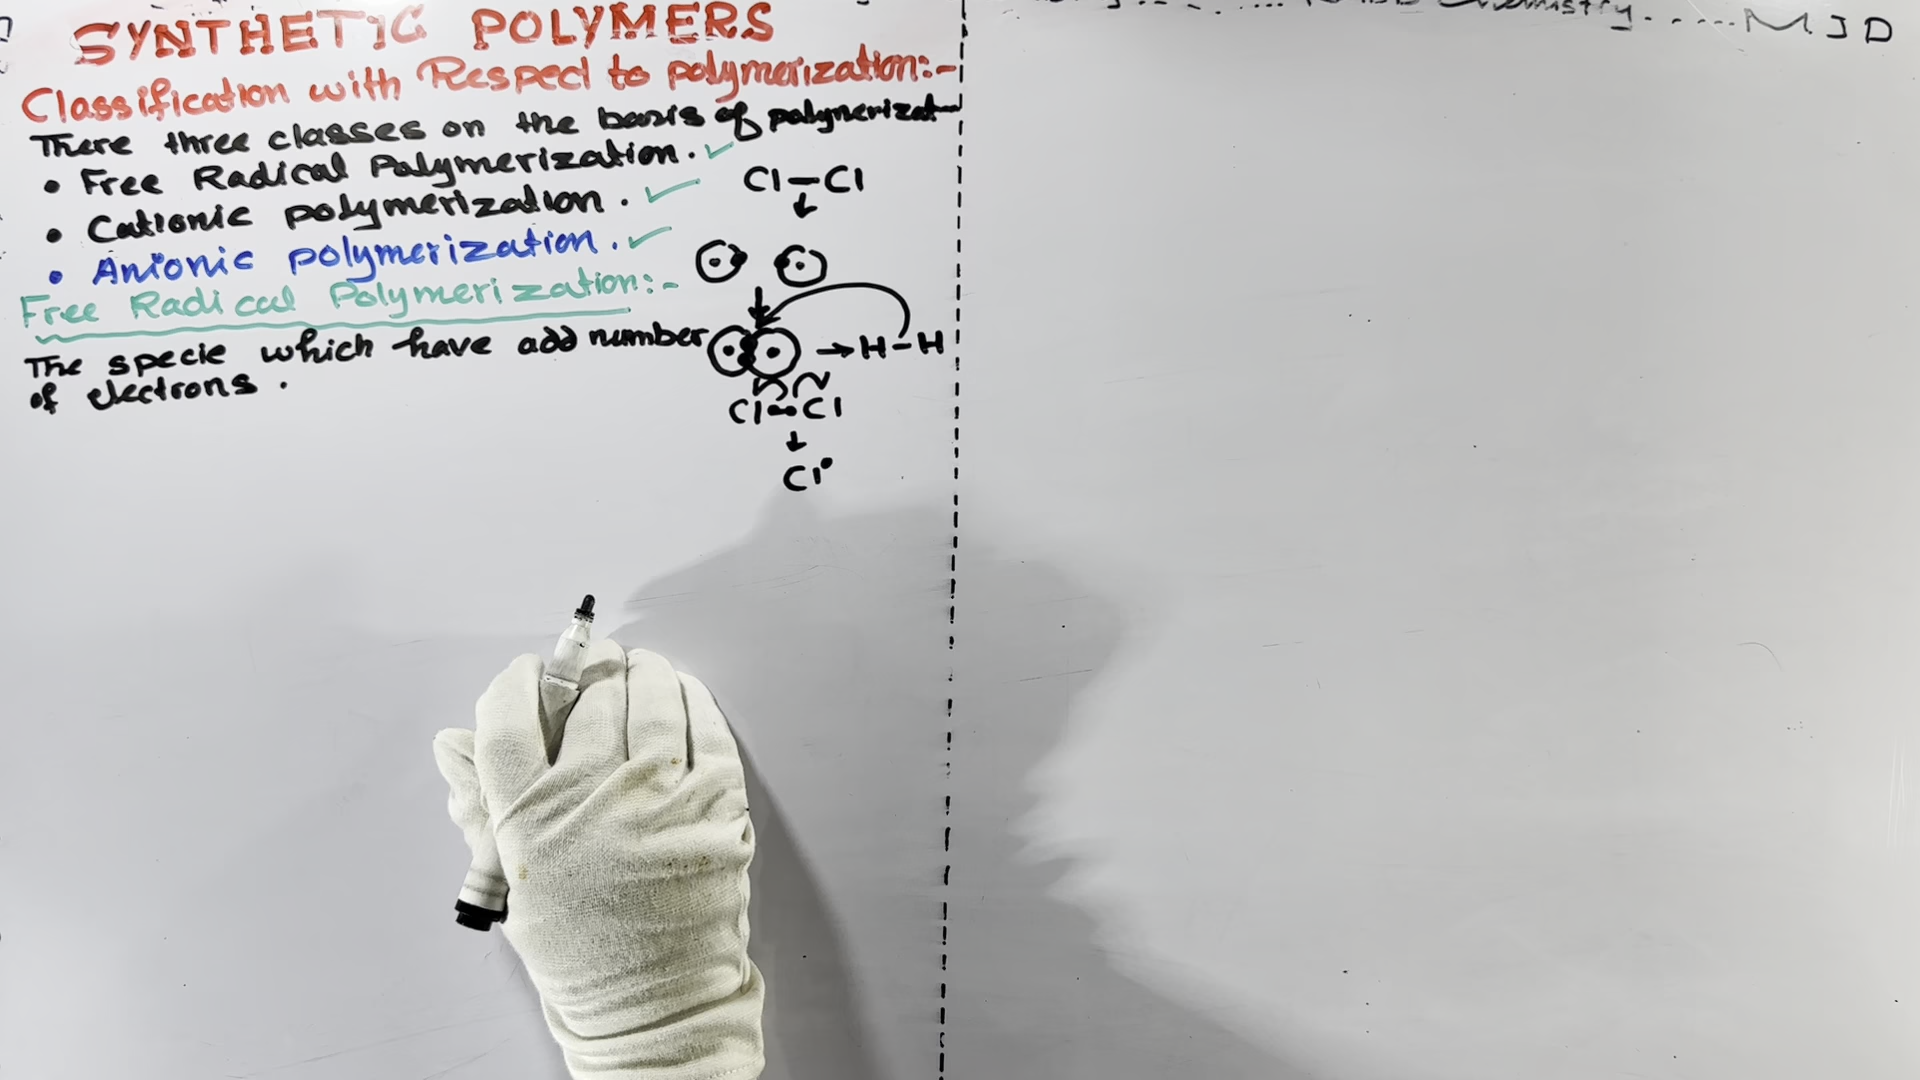 SYNTHETIC POLYMERS
Classification with Respect to polymerization:-
There three classes on the basis of polymerizat
• Free Radical Polymerization. ✓
• Cationic polymerization. ✓
• Anionic polymerization. ✓
Free Radical Polymerization:-
The specie which have add number
of electrons.
Cl—Cl
↓
↓
→ H—H
Cl Cl
↓
Cl•
Chemistry......MJD